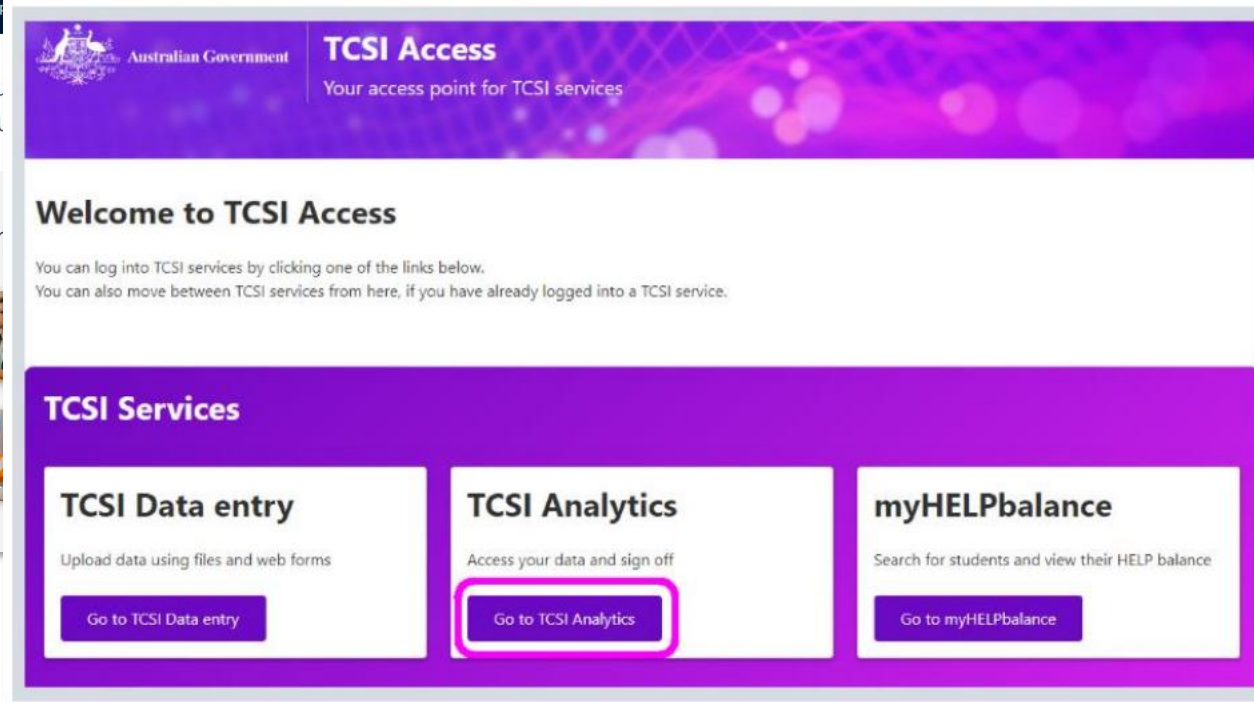 Australian Government
TCSI Access
Your access point for TCSI services
Welcome to TCSI Access
You can log into TCSI services by clicking one of the links below.
You can also move between TCSI services from here, if you have already logged into a TCSI service.
TCSI Services
TCSI Data entry
Upload data using files and web forms
Go to TCSI Data entry
TCSI Analytics
Access your data and sign off
Go to TCSI Analytics
myHELPbalance
Search for students and view their HELP balance
Go to myHELPbalance